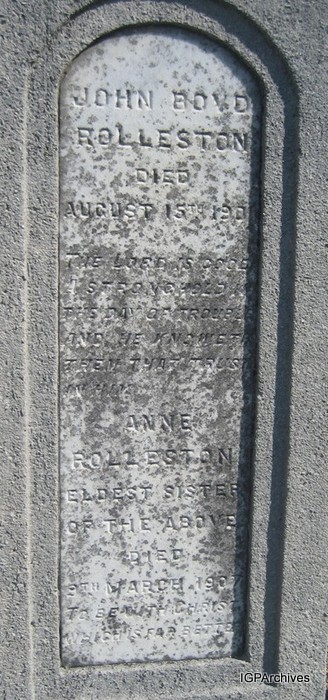 JOHN BOYD
ROLLESTON
DIED
AUGUST 15TH
THE LORD IS GOOD
A STRONGHOLD IN
THE DAY OF TROUBLE
AND HE KNOWETH
THEM THAT TRUST
IN HIM
ANNE
ROLLESTON
ELDEST SISTER
OF THE ABOVE
DIED
9TH MARCH 1907
TO BE WITH CHRIST
WHICH IS FAR BETTER
IGPArchives